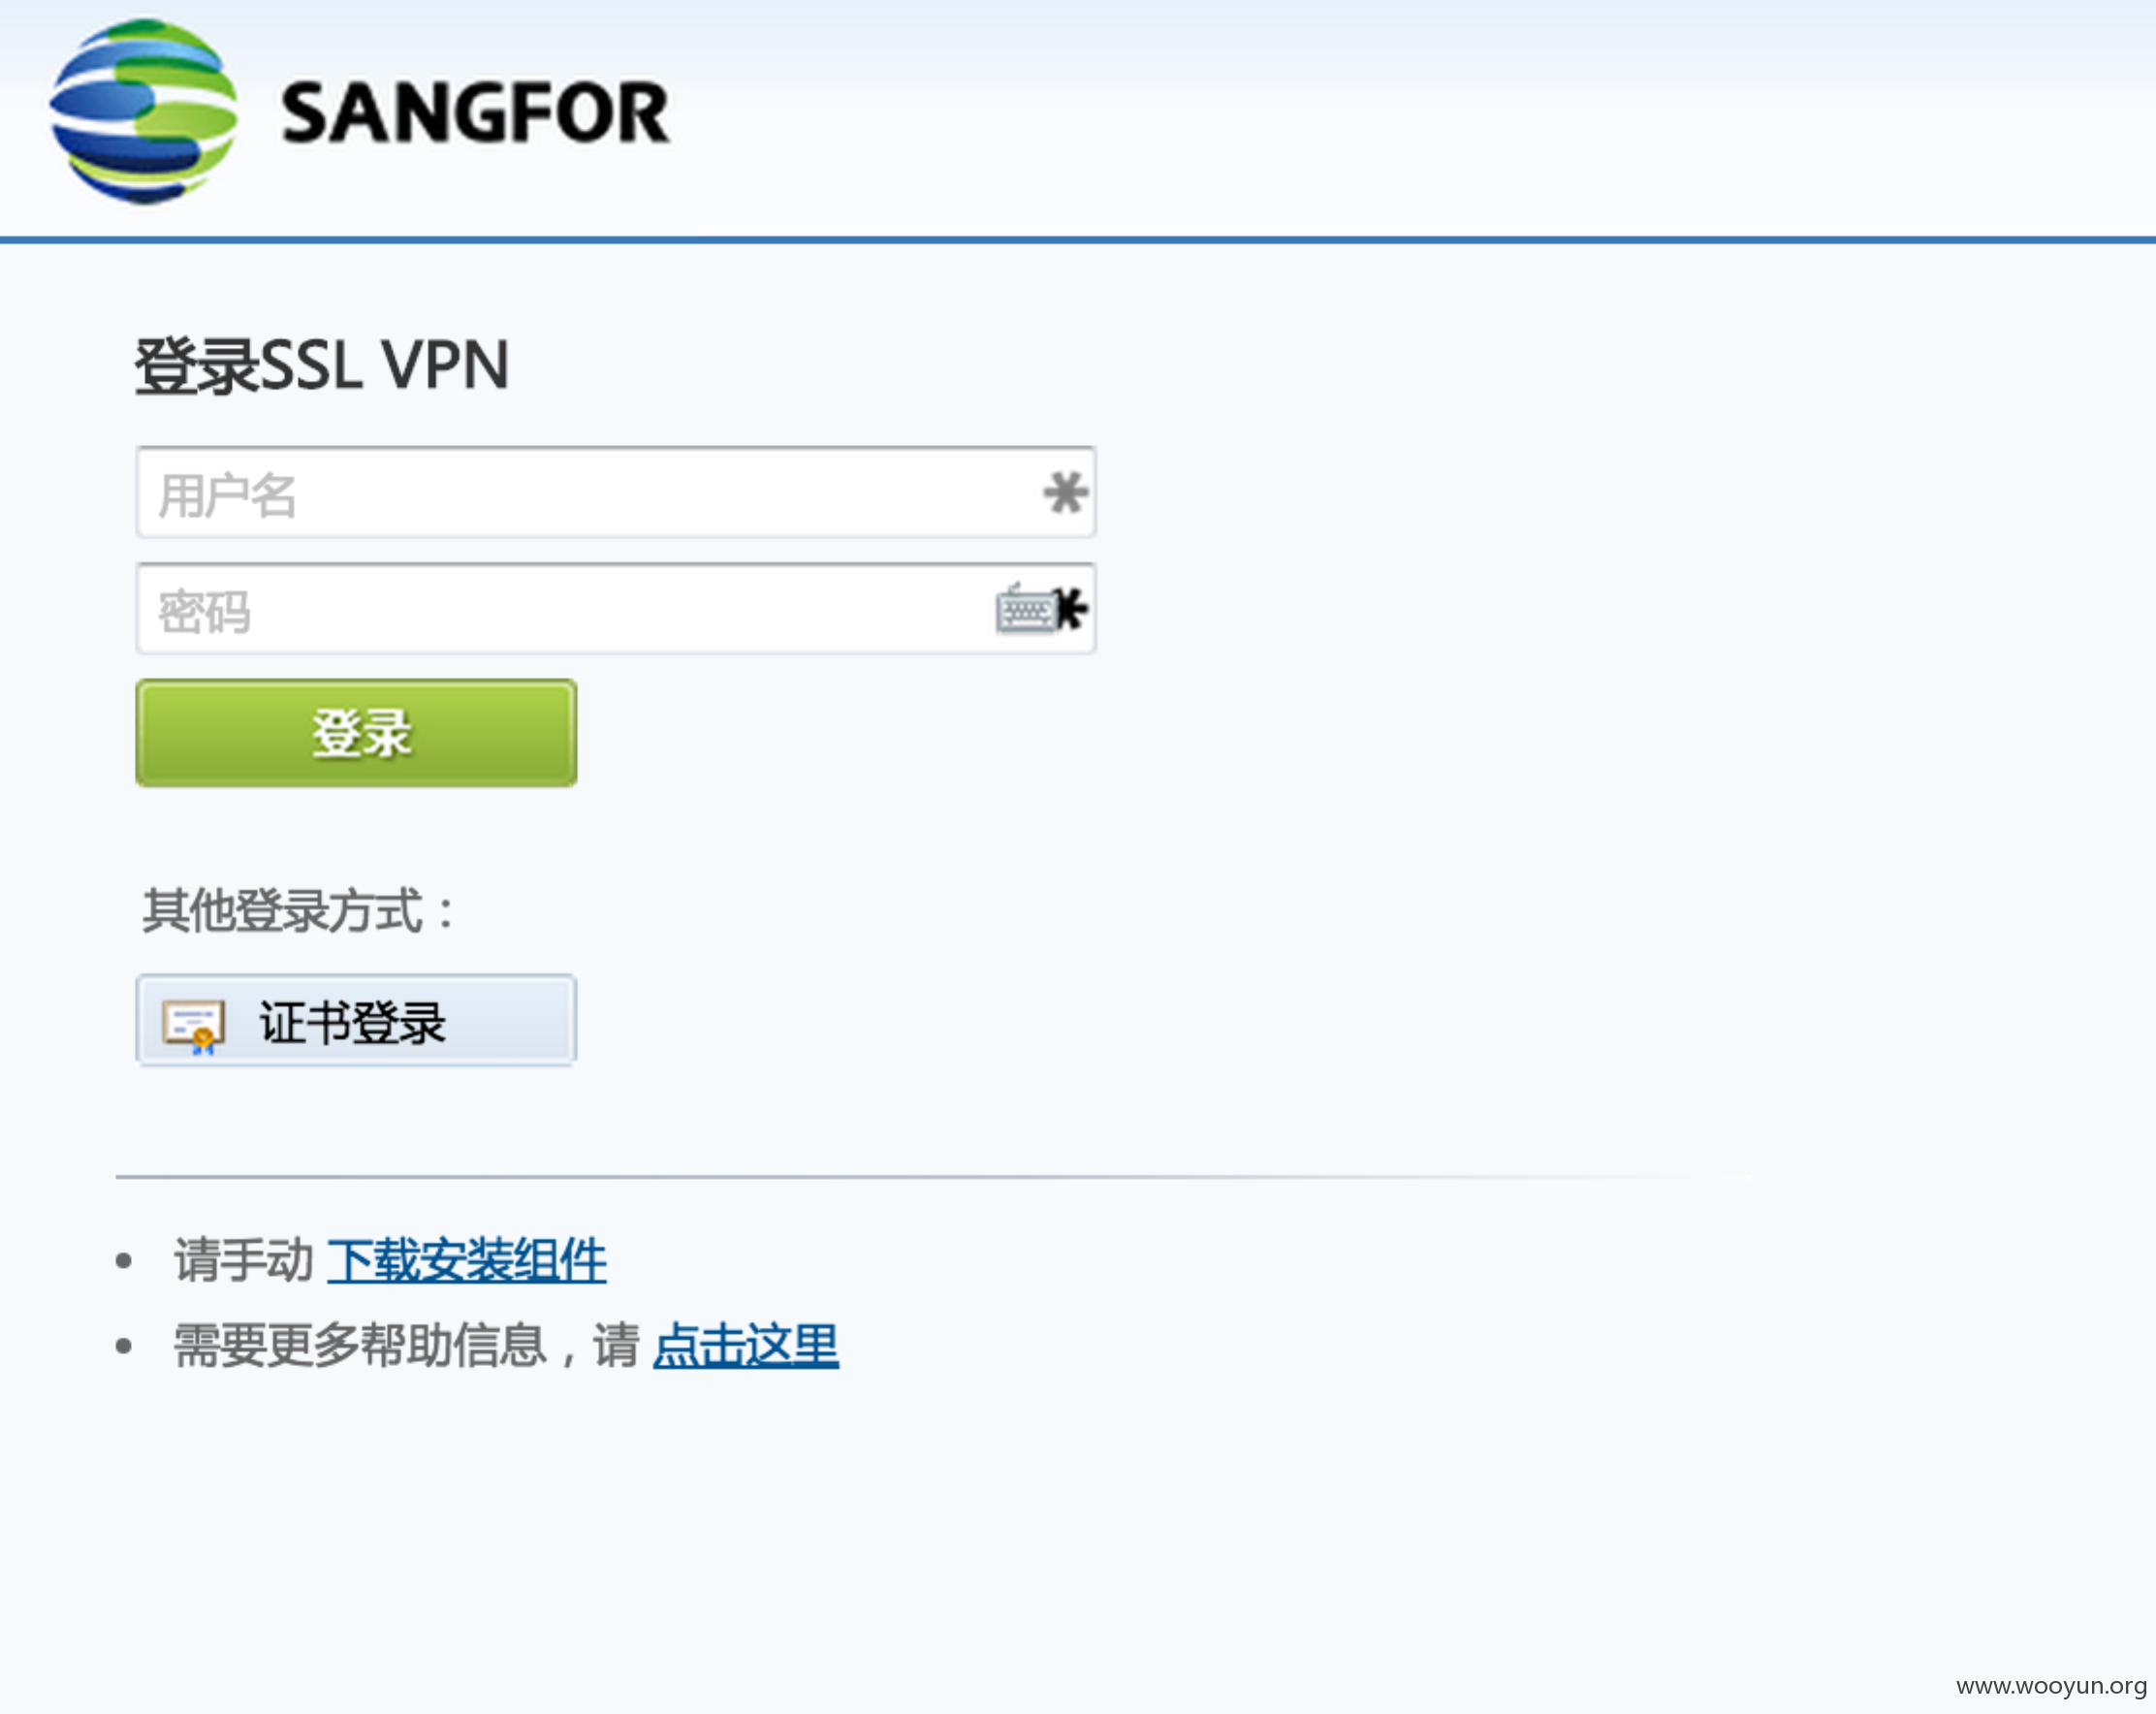 SANGFOR
登录SSL VPN
用户名
密码
登录
其他登录方式：
证书登录
• 请手动 下载安装组件
• 需要更多帮助信息，请 点击这里
www.wooyun.org